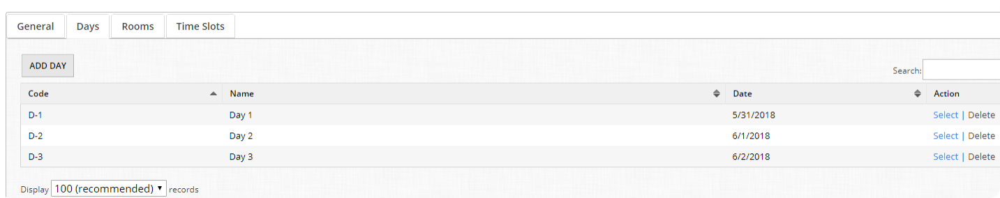 General Days Rooms Time Slots
ADD DAY
Search:
Code Name Date Action
D-1 Day 1 5/31/2018 Select | Delete
D-2 Day 2 6/1/2018 Select | Delete
D-3 Day 3 6/2/2018 Select | Delete
Display 100 (recommended) records